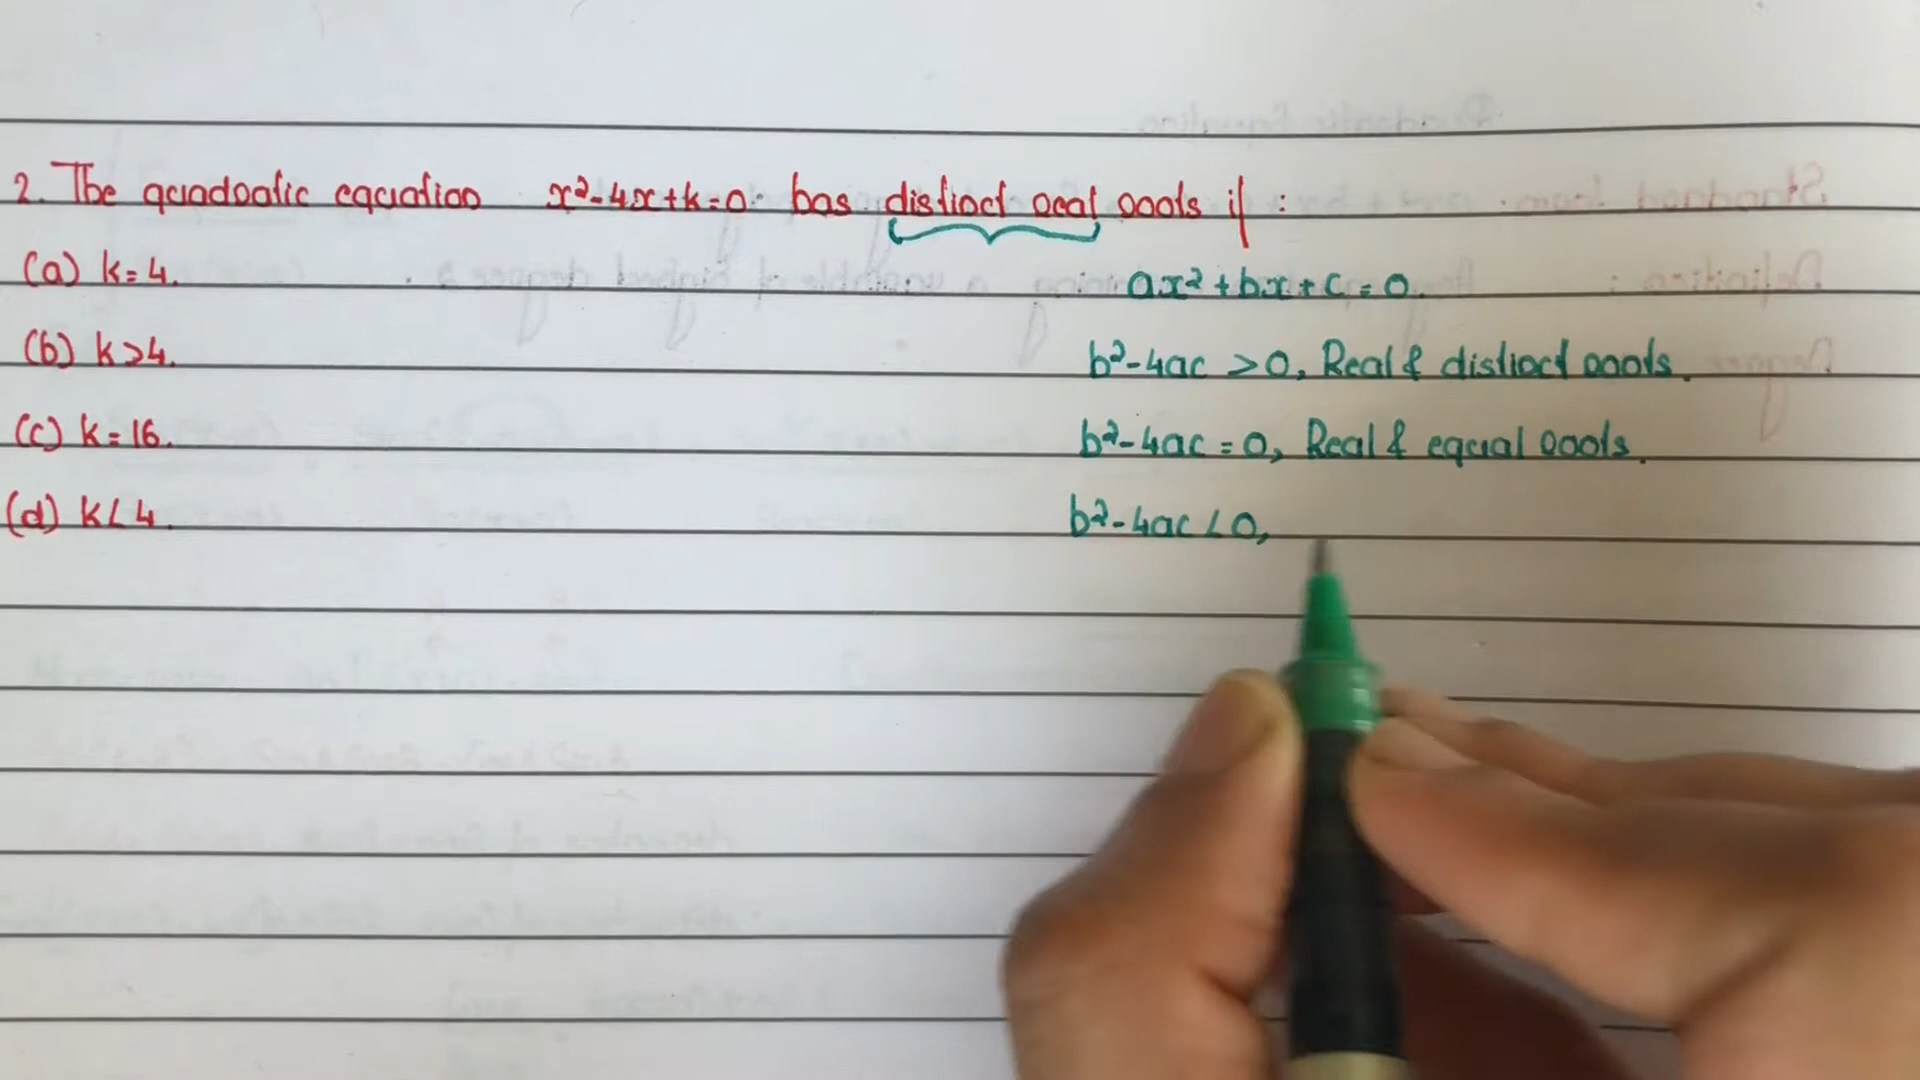 2. The quadratic equation x²-4x+k=0 has distinct real roots if :
(a) k=4.
(b) k>4.
(c) k=16.
(d) k<4.
ax²+bx+c=0.
b²-4ac >0, Real & distinct roots.
b²-4ac =0, Real & equal roots.
b²-4ac <0,